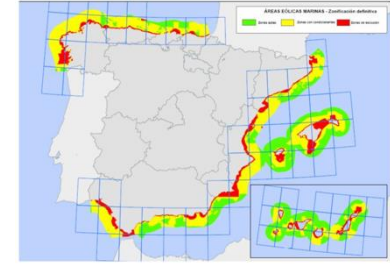 ÁREAS EÓLICAS MARINAS - Zonificación definitiva
Zonas aptas Zonas con condicionantes Zonas de exclusión